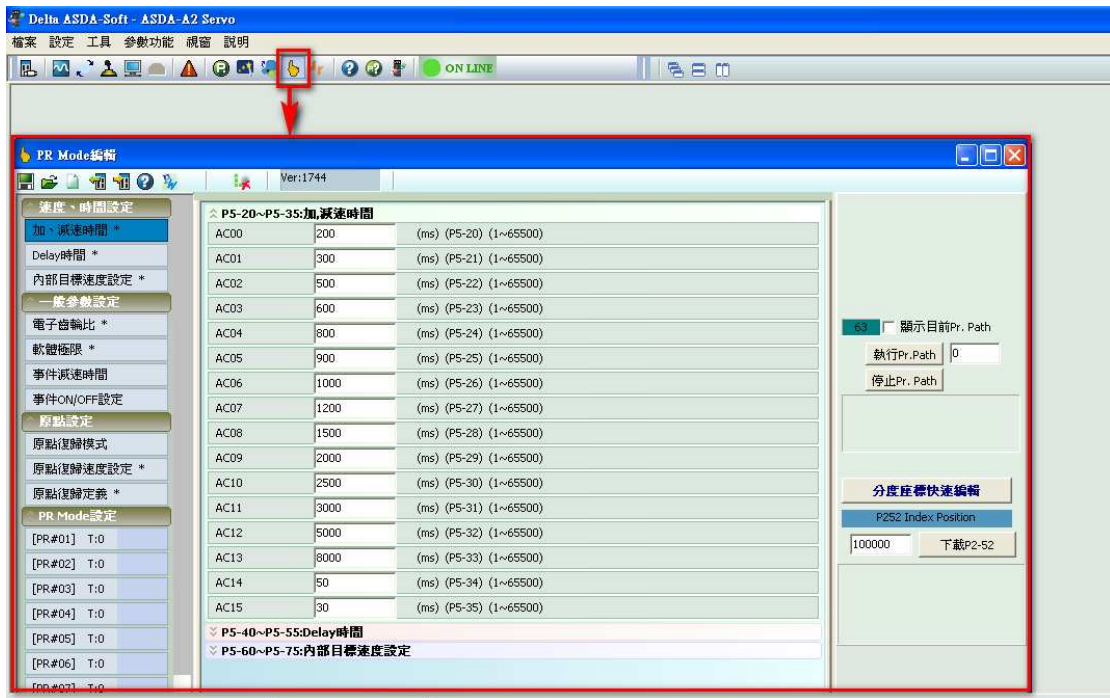 Delta ASDA-Soft - ASDA-A2 Servo
檔案 設定 工具 參數功能 視窗 說明
ON LINE
PR Mode編輯
Ver:1744
速度、時間設定
加、減速時間 *
Delay時間 *
內部目標速度設定 *
一般參數設定
電子齒輪比 *
軟體極限 *
事件減速時間
事件ON/OFF設定
原點設定
原點復歸模式
原點復歸速度設定 *
原點復歸定義 *
PR Mode設定
[PR#01] T:0
[PR#02] T:0
[PR#03] T:0
[PR#04] T:0
[PR#05] T:0
[PR#06] T:0
[PR#07] T:0
P5-20~P5-35:加,減速時間
AC00 200 (ms) (P5-20) (1~65500)
AC01 300 (ms) (P5-21) (1~65500)
AC02 500 (ms) (P5-22) (1~65500)
AC03 600 (ms) (P5-23) (1~65500)
AC04 800 (ms) (P5-24) (1~65500)
AC05 900 (ms) (P5-25) (1~65500)
AC06 1000 (ms) (P5-26) (1~65500)
AC07 1200 (ms) (P5-27) (1~65500)
AC08 1500 (ms) (P5-28) (1~65500)
AC09 2000 (ms) (P5-29) (1~65500)
AC10 2500 (ms) (P5-30) (1~65500)
AC11 3000 (ms) (P5-31) (1~65500)
AC12 5000 (ms) (P5-32) (1~65500)
AC13 8000 (ms) (P5-33) (1~65500)
AC14 50 (ms) (P5-34) (1~65500)
AC15 30 (ms) (P5-35) (1~65500)
P5-40~P5-55:Delay時間
P5-60~P5-75:內部目標速度設定
63 顯示目前Pr. Path
執行Pr.Path 0
停止Pr. Path
分度座標快速編輯
P252 Index Position
100000 下載P2-52